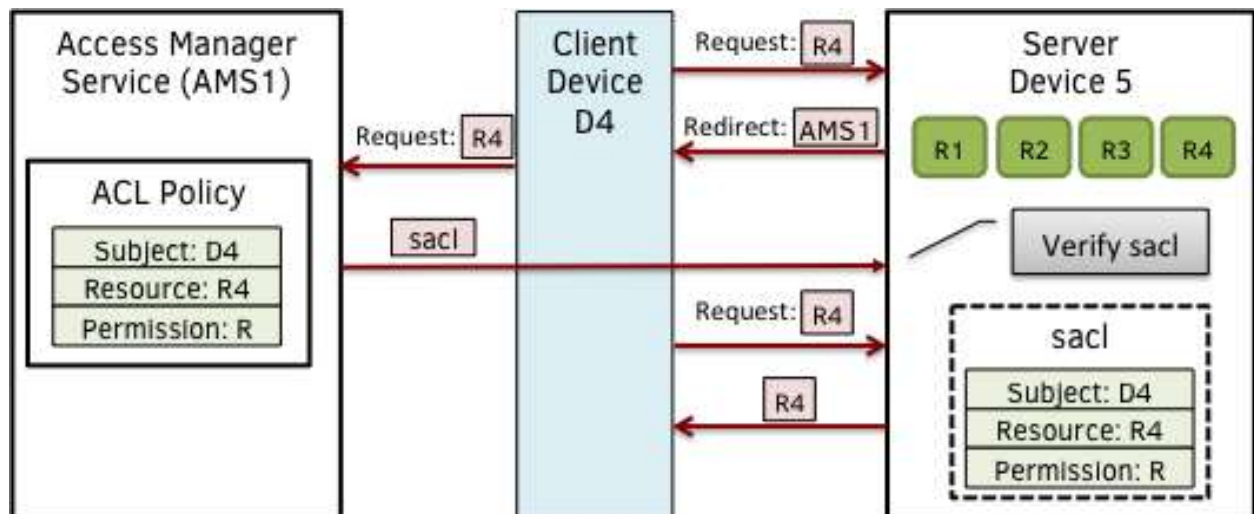 Access Manager
Service (AMS1)
ACL Policy
Subject: D4
Resource: R4
Permission: R
Client
Device
D4
Request: R4
Redirect: AMS1
Request: R4
sacl
Request: R4
R4
Server
Device 5
R1 R2 R3 R4
Verify sacl
sacl
Subject: D4
Resource: R4
Permission: R